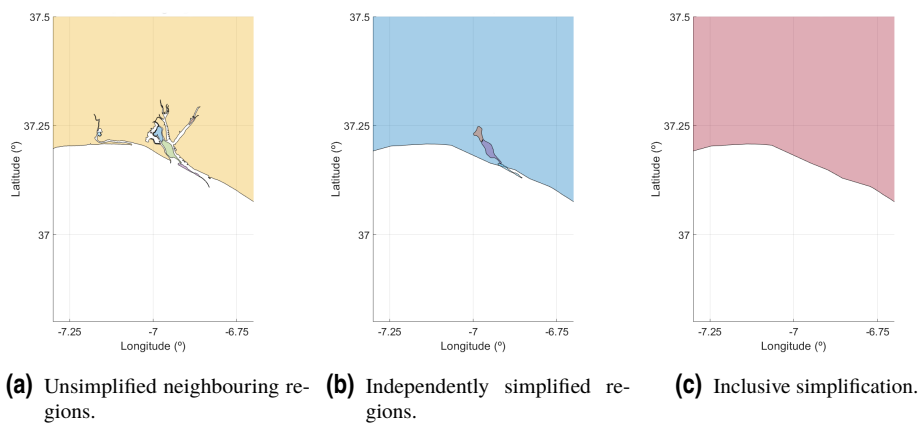 37.5
37.25
37
Latitude (º)
-7.25
-7
-6.75
Longitude (º)
37.5
37.25
37
Latitude (º)
-7.25
-7
-6.75
Longitude (º)
37.5
37.25
37
Latitude (º)
-7.25
-7
-6.75
Longitude (º)
(a) Unsimplified neighbouring re-
gions.
(b) Independently simplified re-
gions.
(c) Inclusive simplification.